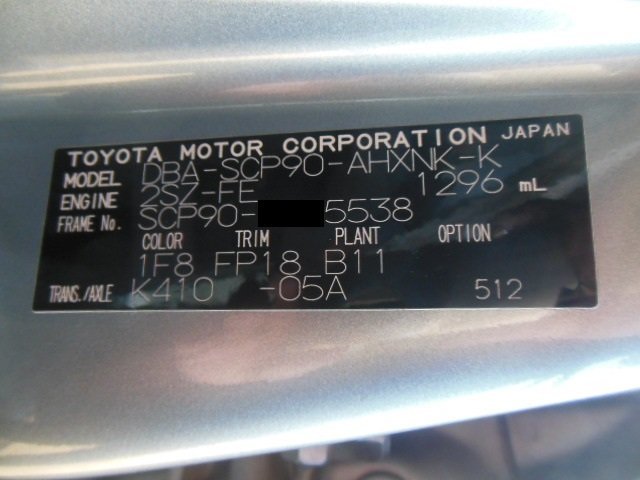 TOYOTA MOTOR CORPORATION JAPAN
MODEL DBA-SCP90-AHXNK-K
ENGINE 2SZ-FE 1296 mL
FRAME No. SCP90- 5538
COLOR TRIM PLANT OPTION
1F8 FP18 B11
TRANS./AXLE K410 -05A 512